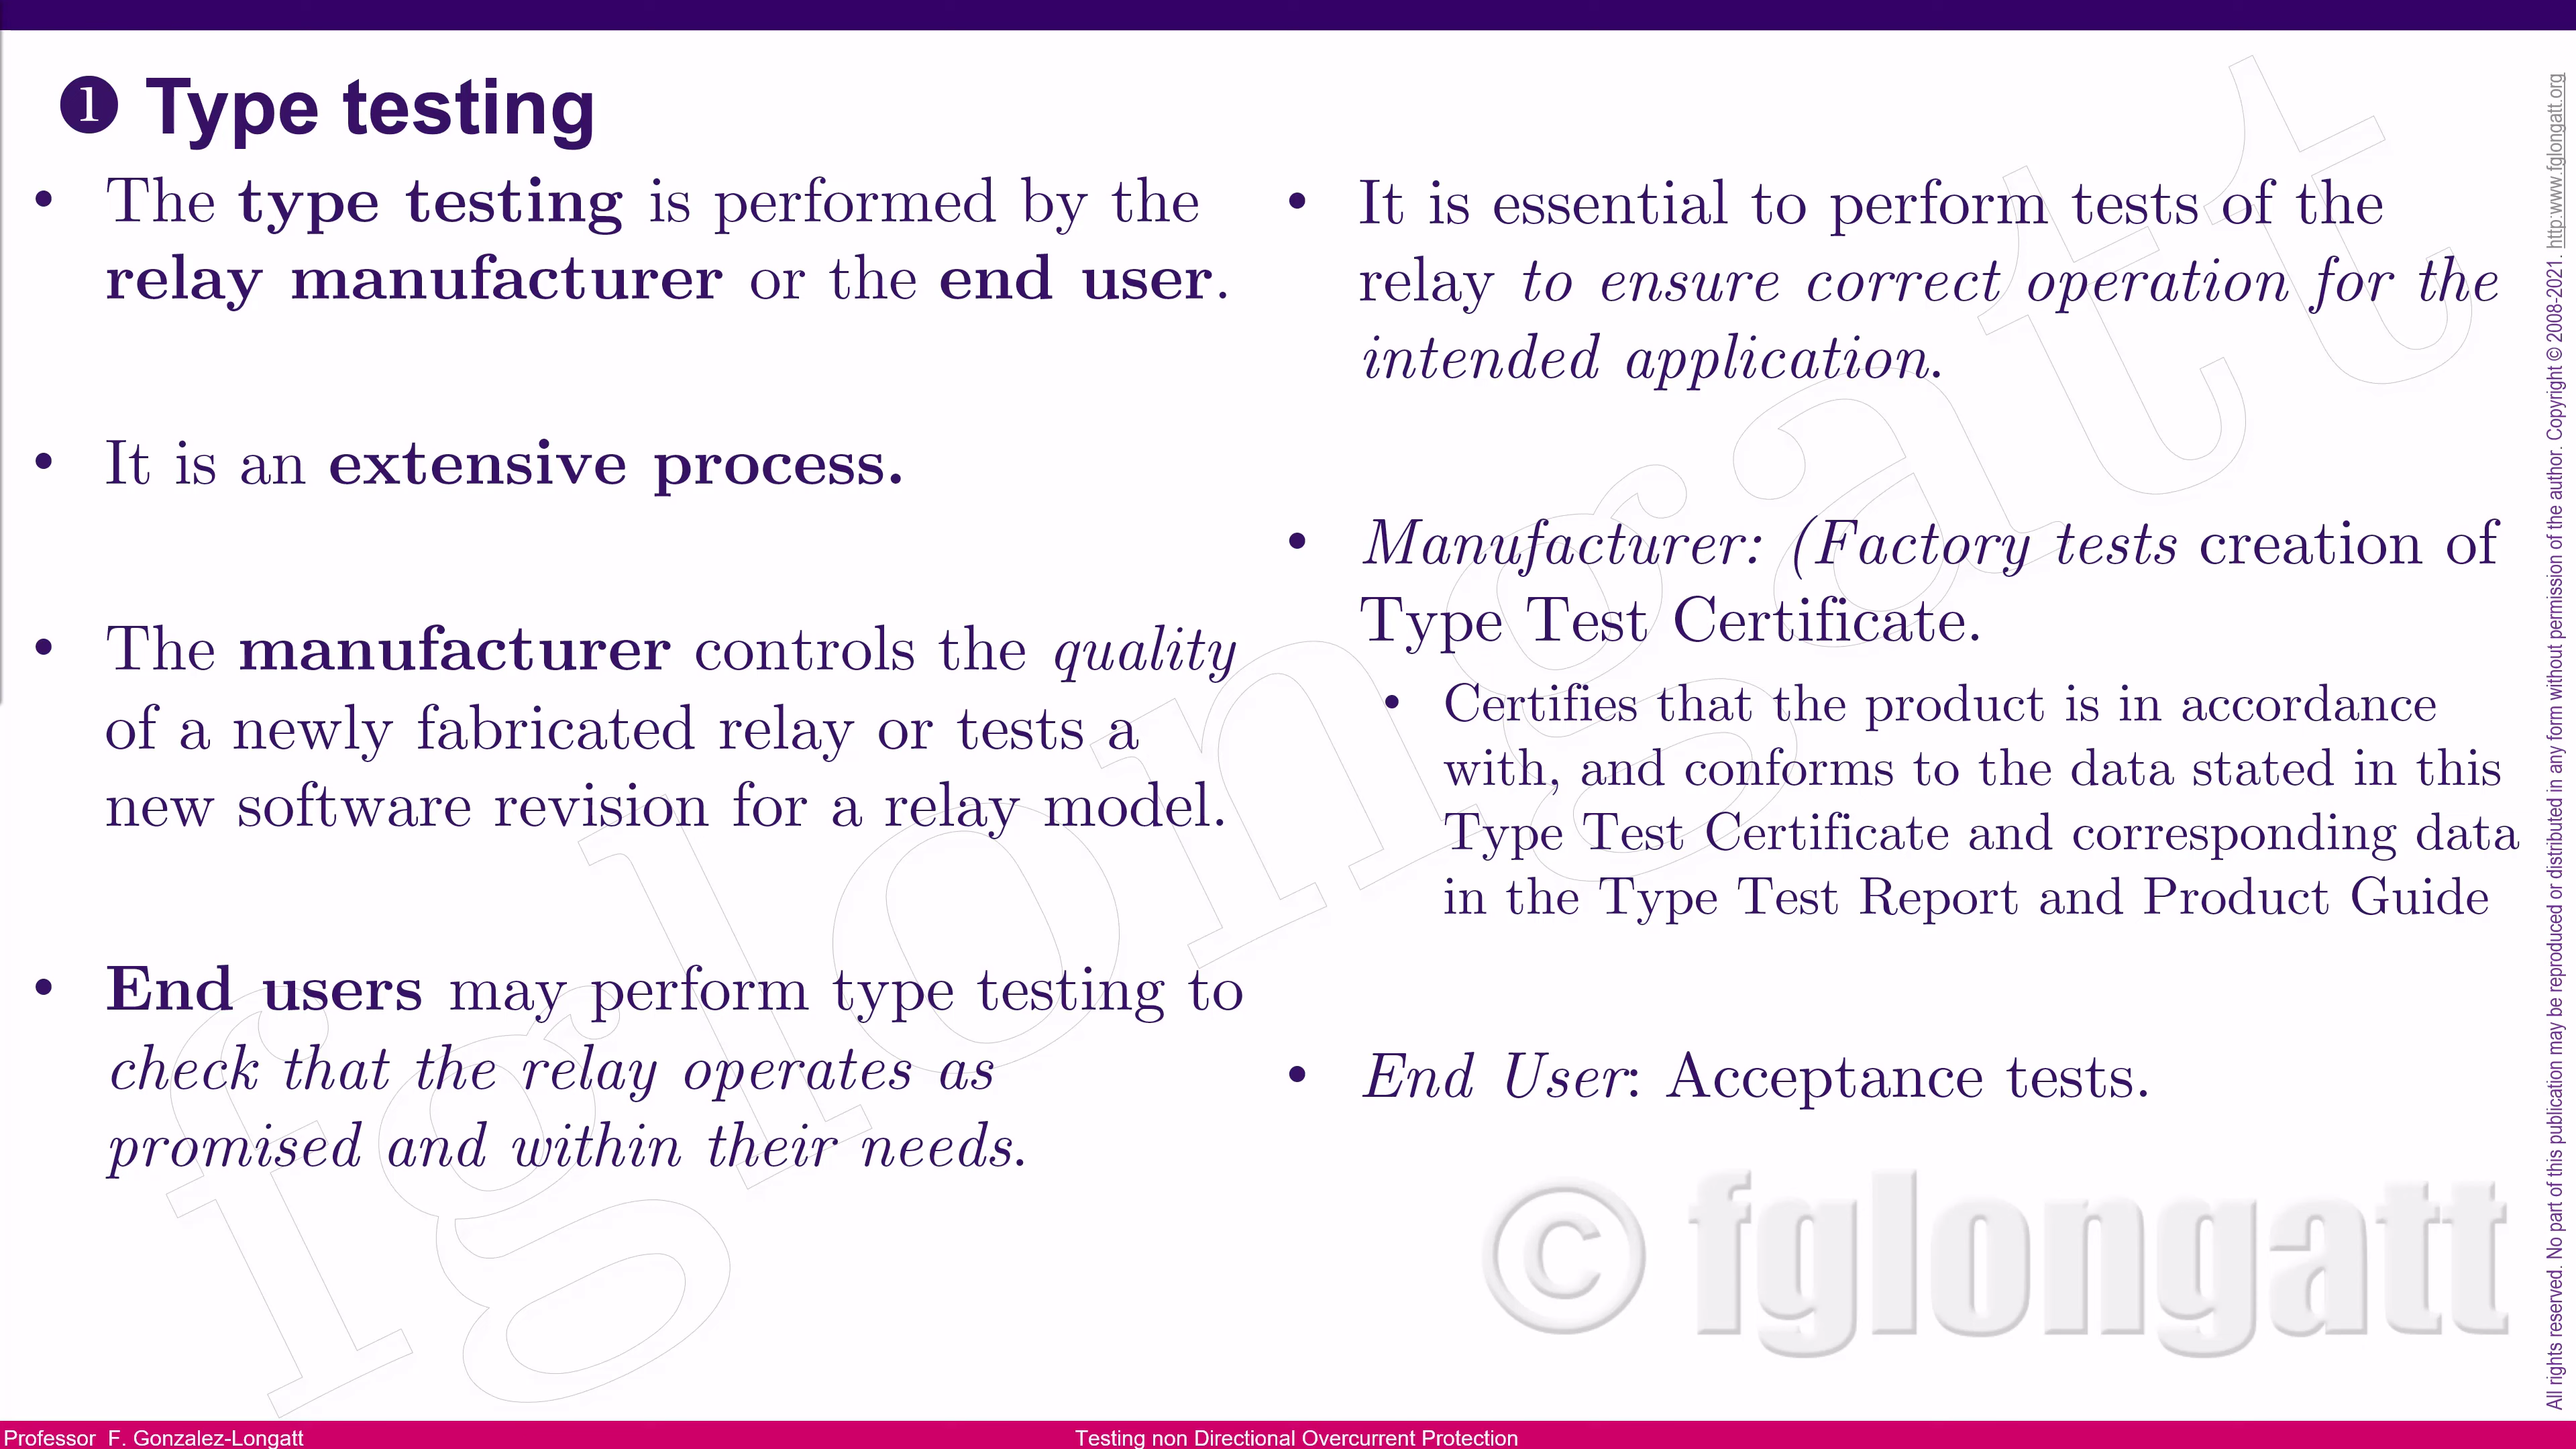 ❶ Type testing
• The type testing is performed by the
relay manufacturer or the end user.
• It is an extensive process.
• The manufacturer controls the quality
of a newly fabricated relay or tests a
new software revision for a relay model.
• End users may perform type testing to
check that the relay operates as
promised and within their needs.
• It is essential to perform tests of the
relay to ensure correct operation for the
intended application.
• Manufacturer: (Factory tests creation of
Type Test Certificate.
• Certifies that the product is in accordance
with, and conforms to the data stated in this
Type Test Certificate and corresponding data
in the Type Test Report and Product Guide
• End User: Acceptance tests.
fglongatt
© fglongatt
All rights reserved. No part of this publication may be reproduced or distributed in any form without permission of the author. Copyright © 2008-2021. http:www.fglongatt.org
Professor F. Gonzalez-Longatt
Testing non Directional Overcurrent Protection